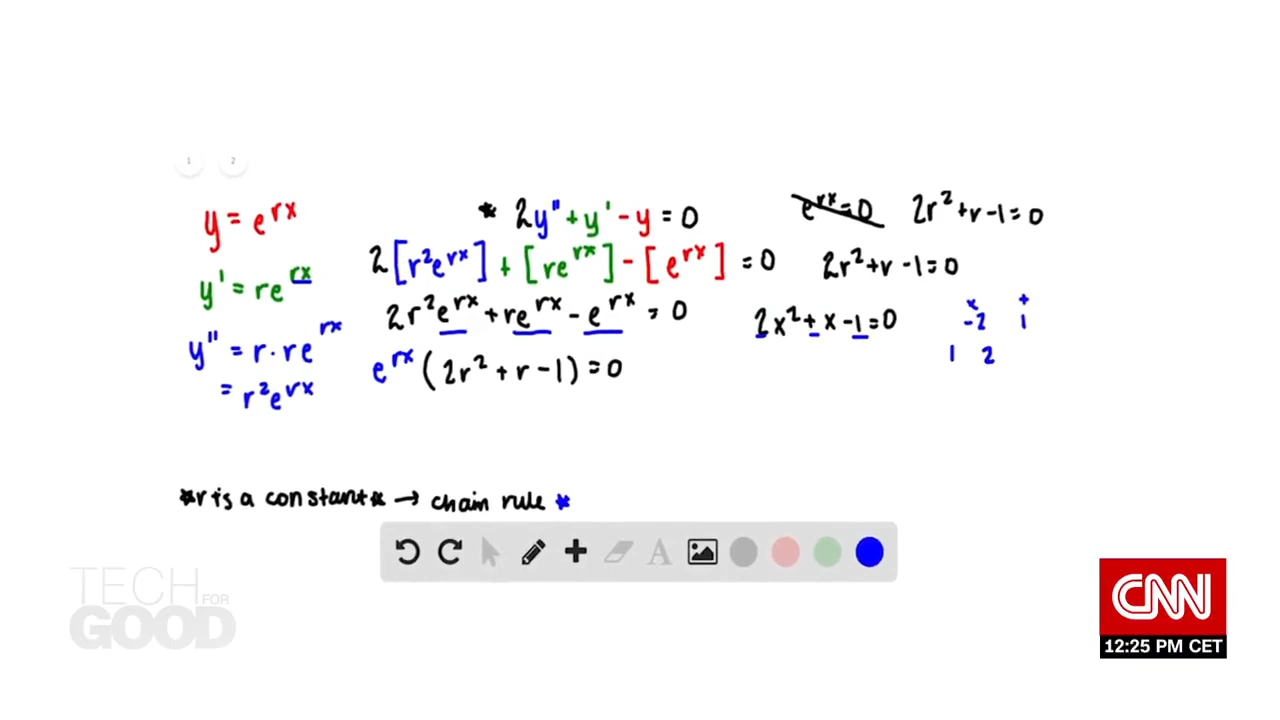 1 2
y = e^{rx}
y' = re^{rx}
y'' = r · re^{rx}
= r²e^{rx}
* 2y'' + y' - y = 0
2[r²e^{rx}] + [re^{rx}] - [e^{rx}] = 0
2r²e^{rx} + re^{rx} - e^{rx} = 0
e^{rx}(2r² + r - 1) = 0
e^{rx} = 0 2r² + r - 1 = 0
2r² + r - 1 = 0
2x² + x - 1 = 0
x +
-2 1
1 2
*r is a constant* → chain rule *
A
TECH
FOR
GOOD
CNN
12:25 PM CET